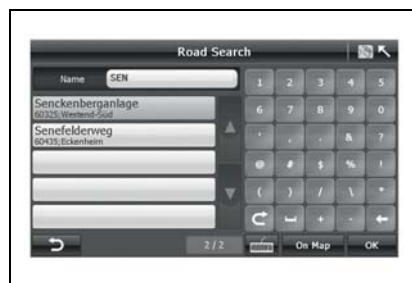 Road Search
Name SEN
Senckenberganlage
60325;Westend-Süd
Senefelderweg
60435;Eckenheim
1 2 3 4 5
6 7 8 9 0
' , . & ?
@ # $ % !
( ) / \ *
+ -
2/2 On Map OK